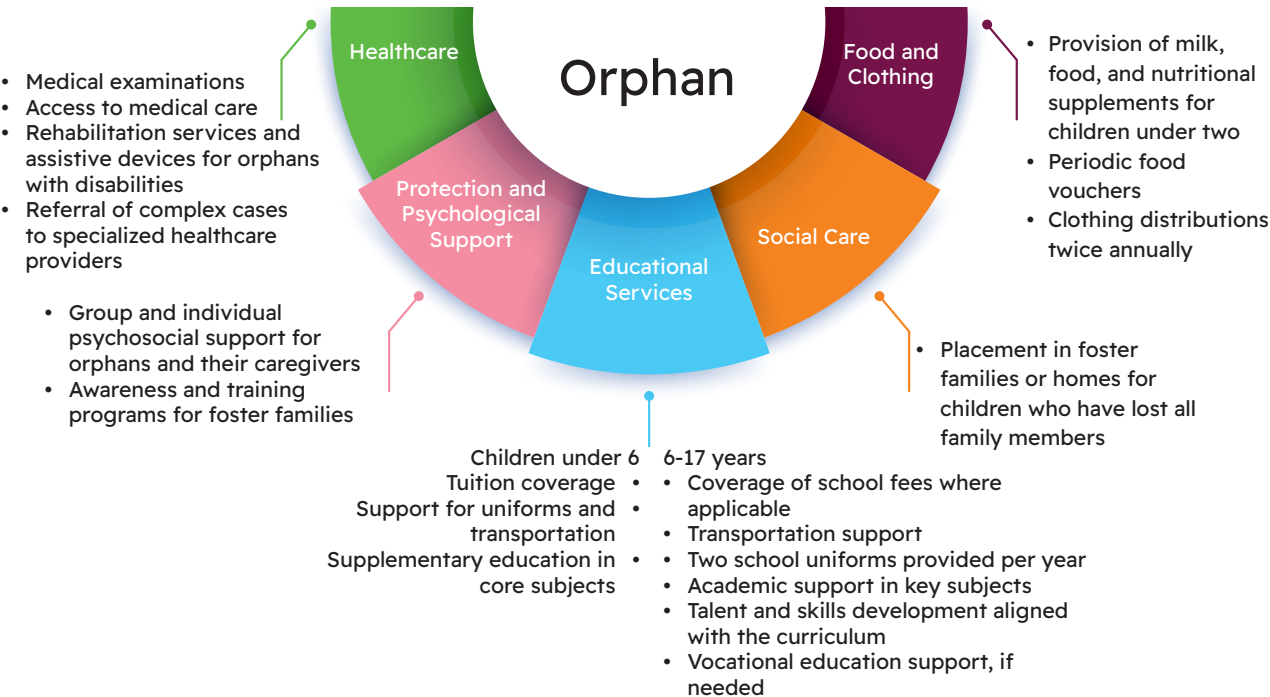 Orphan
Healthcare
• Medical examinations
• Access to medical care
• Rehabilitation services and
assistive devices for orphans
with disabilities
• Referral of complex cases
to specialized healthcare
providers
Protection and
Psychological
Support
• Group and individual
psychosocial support for
orphans and their caregivers
• Awareness and training
programs for foster families
Educational
Services
Children under 6
Tuition coverage •
Support for uniforms and •
transportation
Supplementary education in •
core subjects
6-17 years
• Coverage of school fees where
applicable
• Transportation support
• Two school uniforms provided per year
• Academic support in key subjects
• Talent and skills development aligned
with the curriculum
• Vocational education support, if
needed
Social Care
• Placement in foster
families or homes for
children who have lost all
family members
Food and
Clothing
• Provision of milk,
food, and nutritional
supplements for
children under two
• Periodic food
vouchers
• Clothing distributions
twice annually